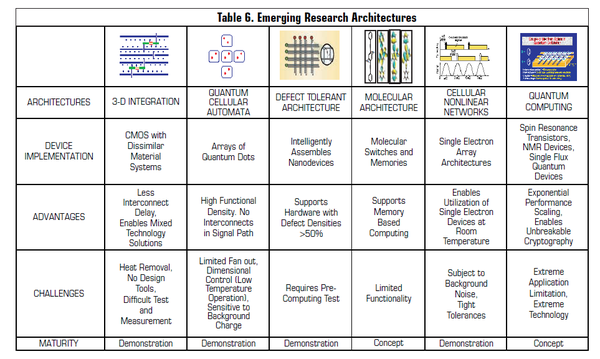 Table 6. Emerging Research Architectures
ARCHITECTURES
3-D INTEGRATION
QUANTUM
CELLULAR
AUTOMATA
DEFECT TOLERANT
ARCHITECTURE
MOLECULAR
ARCHITECTURE
CELLULAR
NONLINEAR
NETWORKS
QUANTUM
COMPUTING
DEVICE
IMPLEMENTATION
CMOS with
Dissimilar
Material
Systems
Arrays of
Quantum Dots
Intelligently
Assembles
Nanodevices
Molecular
Switches and
Memories
Single Electron
Array
Architectures
Spin Resonance
Transistors,
NMR Devices,
Single Flux
Quantum
Devices
ADVANTAGES
Less
Interconnect
Delay,
Enables Mixed
Technology
Solutions
High Functional
Density. No
Interconnects
in Signal Path
Supports
Hardware with
Defect Densities
>50%
Supports
Memory
Based
Computing
Enables
Utilization of
Single Electron
Devices at
Room
Temperature
Exponential
Performance
Scaling,
Enables
Unbreakable
Cryptography
CHALLENGES
Heat Removal,
No Design
Tools,
Difficult Test
and
Measurement
Limited Fan out,
Dimensional
Control (Low
Temperature
Operation),
Sensitive to
Background
Charge
Requires Pre-
Computing Test
Limited
Functionality
Subject to
Background
Noise,
Tight
Tolerances
Extreme
Application
Limitation,
Extreme
Technology
MATURITY
Demonstration
Demonstration
Demonstration
Concept
Demonstration
Concept